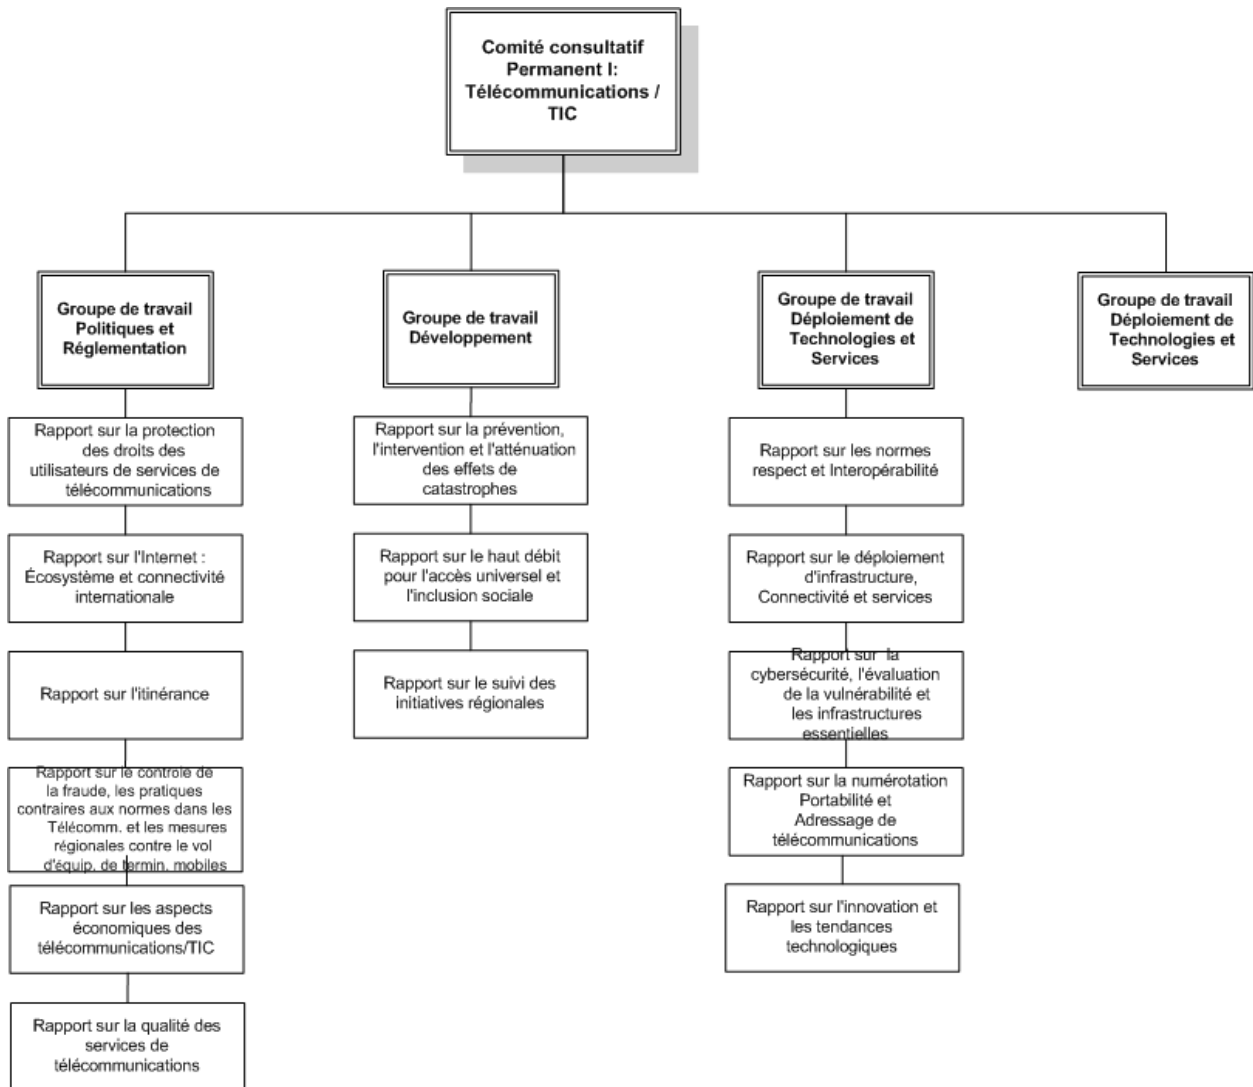 Comité consultatif
Permanent I:
Télécommunications /
TIC
Groupe de travail
Politiques et
Réglementation
Groupe de travail
Développement
Groupe de travail
Déploiement de
Technologies et
Services
Groupe de travail
Déploiement de
Technologies et
Services
Rapport sur la protection
des droits des
utilisateurs de services de
télécommunications
Rapport sur l'Internet :
Écosystème et connectivité
internationale
Rapport sur l'itinérance
Rapport sur le controle de
la fraude, les pratiques
contraires aux normes dans les
Télécomm. et les mesures
régionales contre le vol
d'équip. de termin. mobiles
Rapport sur les aspects
économiques des
télécommunications/TIC
Rapport sur la qualité des
services de
télécommunications
Rapport sur la prévention,
l'intervention et l'atténuation
des effets de
catastrophes
Rapport sur le haut débit
pour l'accès universel et
l'inclusion sociale
Rapport sur le suivi des
initiatives régionales
Rapport sur les normes
respect et Interopérabilité
Rapport sur le déploiement
d'infrastructure,
Connectivité et services
Rapport sur la
cybersécurité, l'évaluation
de la vulnérabilité et
les infrastructures
essentielles
Rapport sur la numérotation
Portabilité et
Adressage de
télécommunications
Rapport sur l'innovation et
les tendances
technologiques